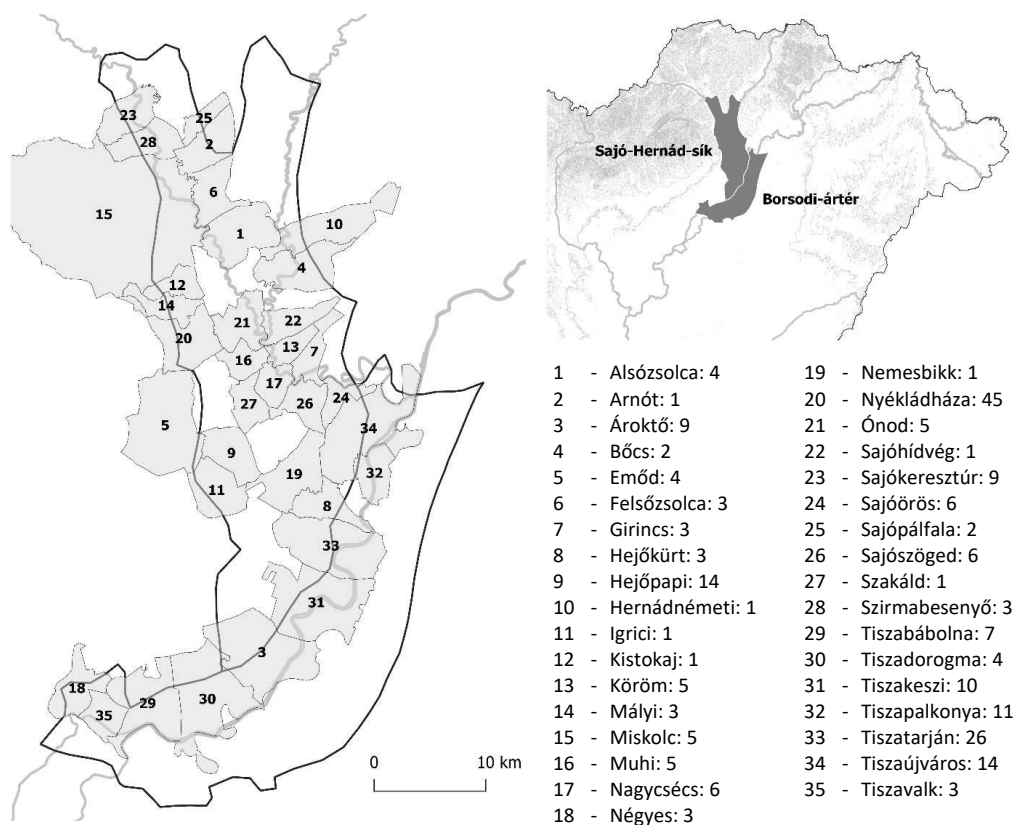 23
25
28
2
6
15
10
1
4
12
14
21
22
20
13
7
16
17
24
27
26
34
5
9
19
32
11
8
33
31
3
18
29
30
35
0 10 km
Sajó-Hernád-sík
Borsodi-ártér
1 - Alsózsolca: 4
2 - Arnót: 1
3 - Ároktő: 9
4 - Bőcs: 2
5 - Emőd: 4
6 - Felsőzsolca: 3
7 - Girincs: 3
8 - Hejőkürt: 3
9 - Hejőpapi: 14
10 - Hernádnémeti: 1
11 - Igrici: 1
12 - Kistokaj: 1
13 - Köröm: 5
14 - Mályi: 3
15 - Miskolc: 5
16 - Muhi: 5
17 - Nagycsécs: 6
18 - Négyes: 3
19 - Nemesbikk: 1
20 - Nyékládháza: 45
21 - Ónod: 5
22 - Sajóhídvég: 1
23 - Sajókeresztúr: 9
24 - Sajóörös: 6
25 - Sajópálfala: 2
26 - Sajószöged: 6
27 - Szakáld: 1
28 - Szirmabesenyő: 3
29 - Tiszabábolna: 7
30 - Tiszadorogma: 4
31 - Tiszakeszi: 10
32 - Tiszapalkonya: 11
33 - Tiszatarján: 26
34 - Tiszaújváros: 14
35 - Tiszavalk: 3